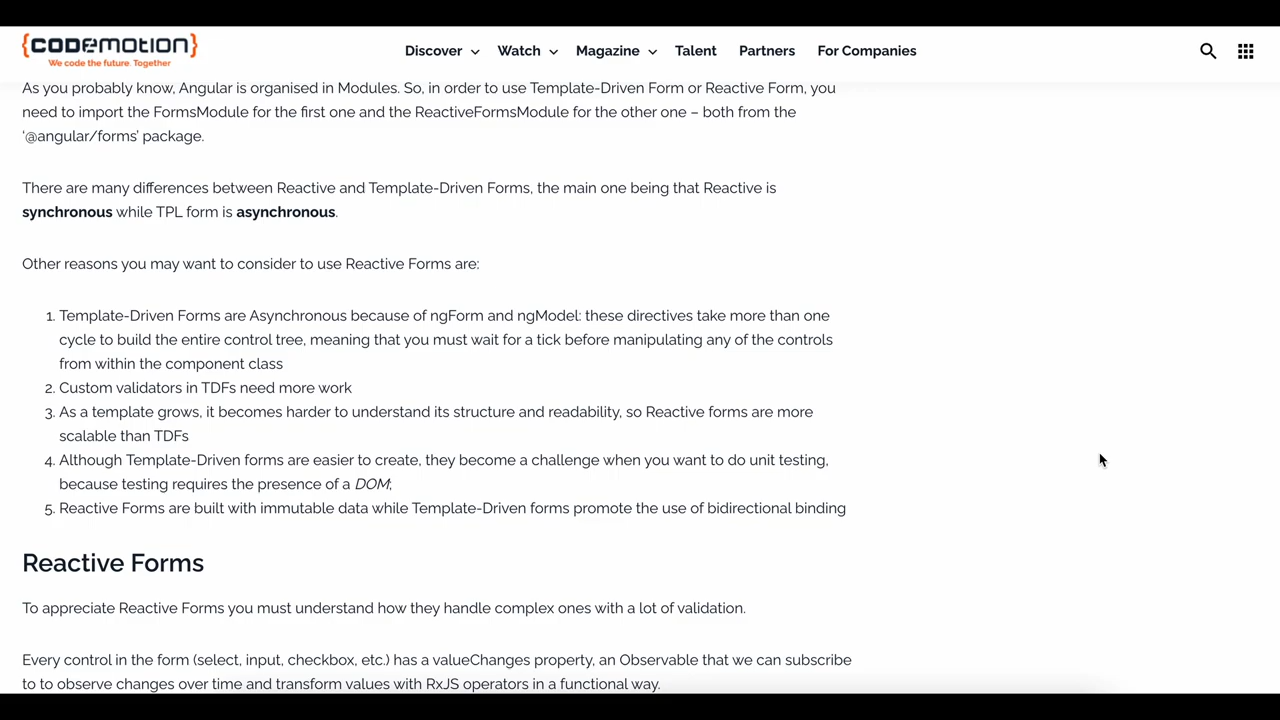 {CODEMOTION}
We code the future. Together
Discover Watch Magazine Talent Partners For Companies
As you probably know, Angular is organised in Modules. So, in order to use Template-Driven Form or Reactive Form, you
need to import the FormsModule for the first one and the ReactiveFormsModule for the other one – both from the
‘@angular/forms’ package.
There are many differences between Reactive and Template-Driven Forms, the main one being that Reactive is
synchronous while TPL form is asynchronous.
Other reasons you may want to consider to use Reactive Forms are:
1. Template-Driven Forms are Asynchronous because of ngForm and ngModel: these directives take more than one
cycle to build the entire control tree, meaning that you must wait for a tick before manipulating any of the controls
from within the component class
2. Custom validators in TDFs need more work
3. As a template grows, it becomes harder to understand its structure and readability, so Reactive forms are more
scalable than TDFs
4. Although Template-Driven forms are easier to create, they become a challenge when you want to do unit testing,
because testing requires the presence of a DOM;
5. Reactive Forms are built with immutable data while Template-Driven forms promote the use of bidirectional binding
Reactive Forms
To appreciate Reactive Forms you must understand how they handle complex ones with a lot of validation.
Every control in the form (select, input, checkbox, etc.) has a valueChanges property, an Observable that we can subscribe
to to observe changes over time and transform values with RxJS operators in a functional way.